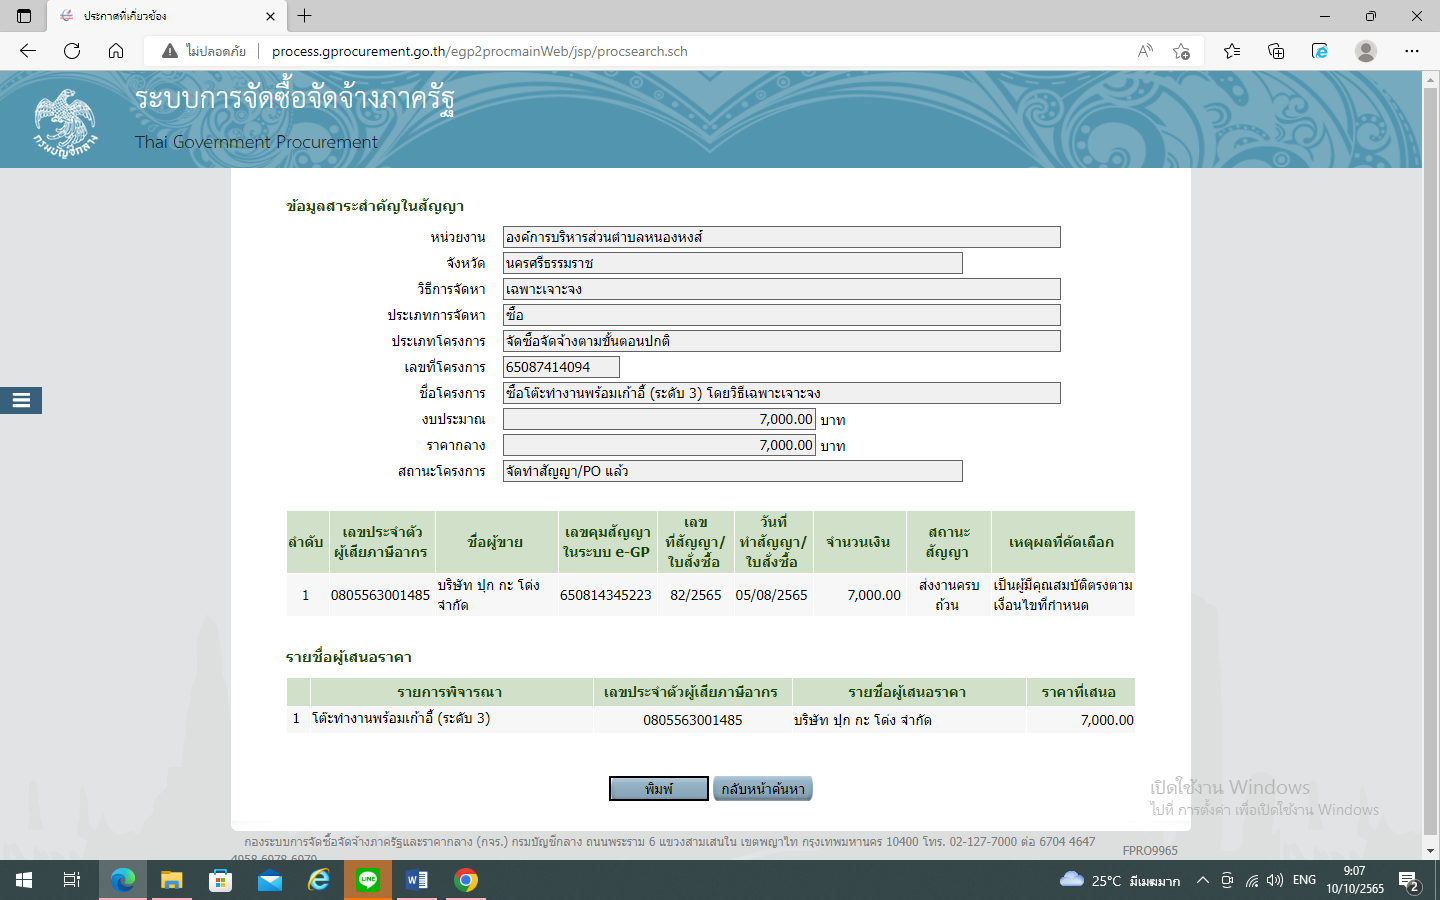 ประกาศที่เกี่ยวข้อง
ไม่ปลอดภัย
process.gprocurement.go.th/egp2procmainWeb/jsp/procsearch.sch
ระบบการจัดซื้อจัดจ้างภาครัฐ
Thai Government Procurement
กรมบัญชีกลาง
ข้อมูลสาระสำคัญในสัญญา
หน่วยงาน องค์การบริหารส่วนตำบลหนองหงส์
จังหวัด นครศรีธรรมราช
วิธีการจัดหา เฉพาะเจาะจง
ประเภทการจัดหา ซื้อ
ประเภทโครงการ จัดซื้อจัดจ้างตามขั้นตอนปกติ
เลขที่โครงการ 65087414094
ชื่อโครงการ ซื้อโต๊ะทำงานพร้อมเก้าอี้ (ระดับ 3) โดยวิธีเฉพาะเจาะจง
งบประมาณ 7,000.00 บาท
ราคากลาง 7,000.00 บาท
สถานะโครงการ จัดทำสัญญา/PO แล้ว
ลำดับ เลขประจำตัวผู้เสียภาษีอากร ชื่อผู้ขาย เลขคุมสัญญาในระบบ e-GP เลขที่สัญญา/ใบสั่งซื้อ วันที่ทำสัญญา/ใบสั่งซื้อ จำนวนเงิน สถานะสัญญา เหตุผลที่คัดเลือก
1 0805563001485 บริษัท ปุก กะ โด่ง จำกัด 650814345223 82/2565 05/08/2565 7,000.00 ส่งงานครบถ้วน เป็นผู้มีคุณสมบัติตรงตามเงื่อนไขที่กำหนด
รายชื่อผู้เสนอราคา
รายการพิจารณา เลขประจำตัวผู้เสียภาษีอากร รายชื่อผู้เสนอราคา ราคาที่เสนอ
1 โต๊ะทำงานพร้อมเก้าอี้ (ระดับ 3) 0805563001485 บริษัท ปุก กะ โด่ง จำกัด 7,000.00
พิมพ์ กลับหน้าค้นหา
เปิดใช้งาน Windows
ไปที่ การตั้งค่า เพื่อเปิดใช้งาน Windows
กองระบบการจัดซื้อจัดจ้างภาครัฐและราคากลาง (กจร.) กรมบัญชีกลาง ถนนพระราม 6 แขวงสามเสนใน เขตพญาไท กรุงเทพมหานคร 10400 โทร. 02-127-7000 ต่อ 6704 4647
4958 6978 6979
FPRO9965
LINE
25°C มีเมฆมาก
ENG
9:07
10/10/2565
2